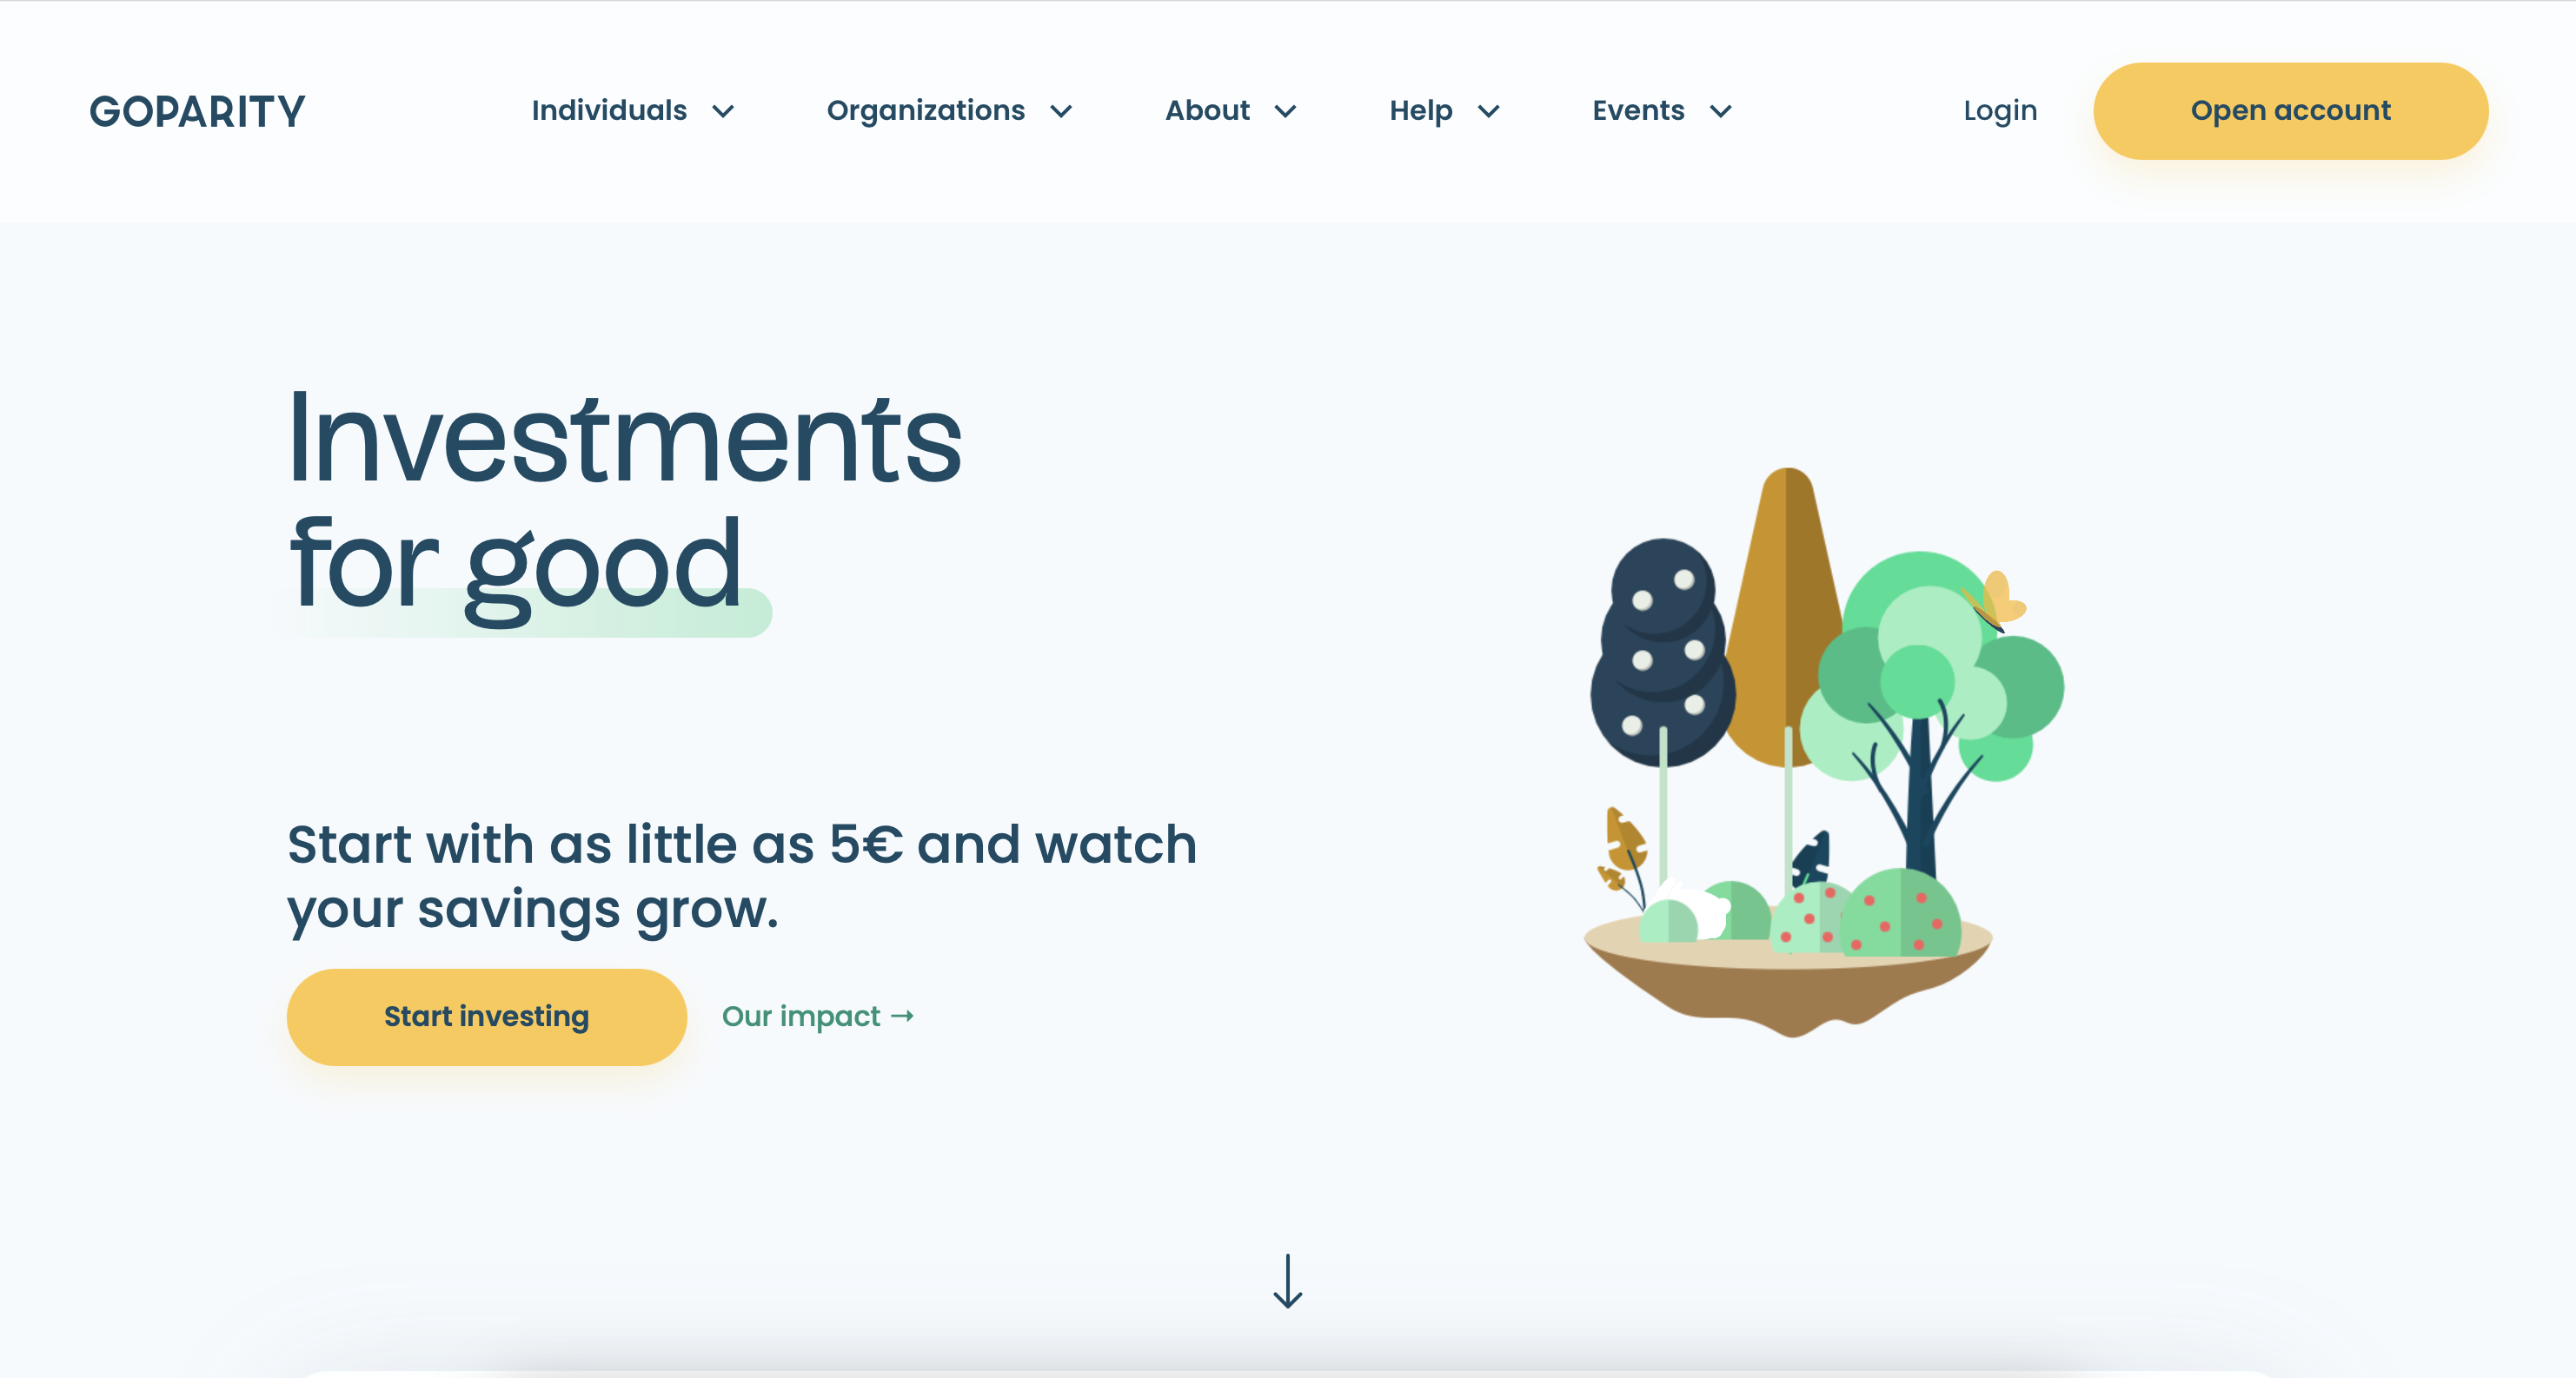 GOPARITY
Individuals
Organizations
About
Help
Events
Login
Open account
Investments
for good
Start with as little as 5€ and watch
your savings grow.
Start investing
Our impact →